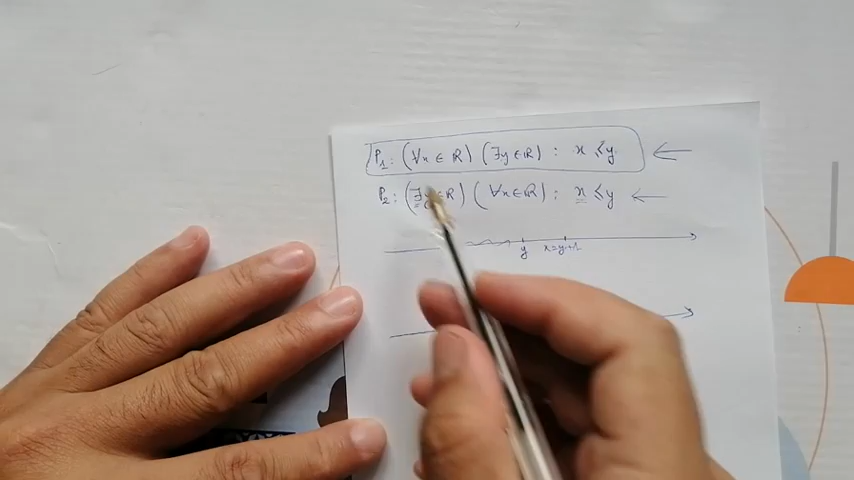 P₁: (∀x ∈ ℝ) (∃y ∈ ℝ) : x ≤ y ←
P₂: (∃y ∈ ℝ) (∀x ∈ ℝ) : x ≤ y ←
y x=y+1